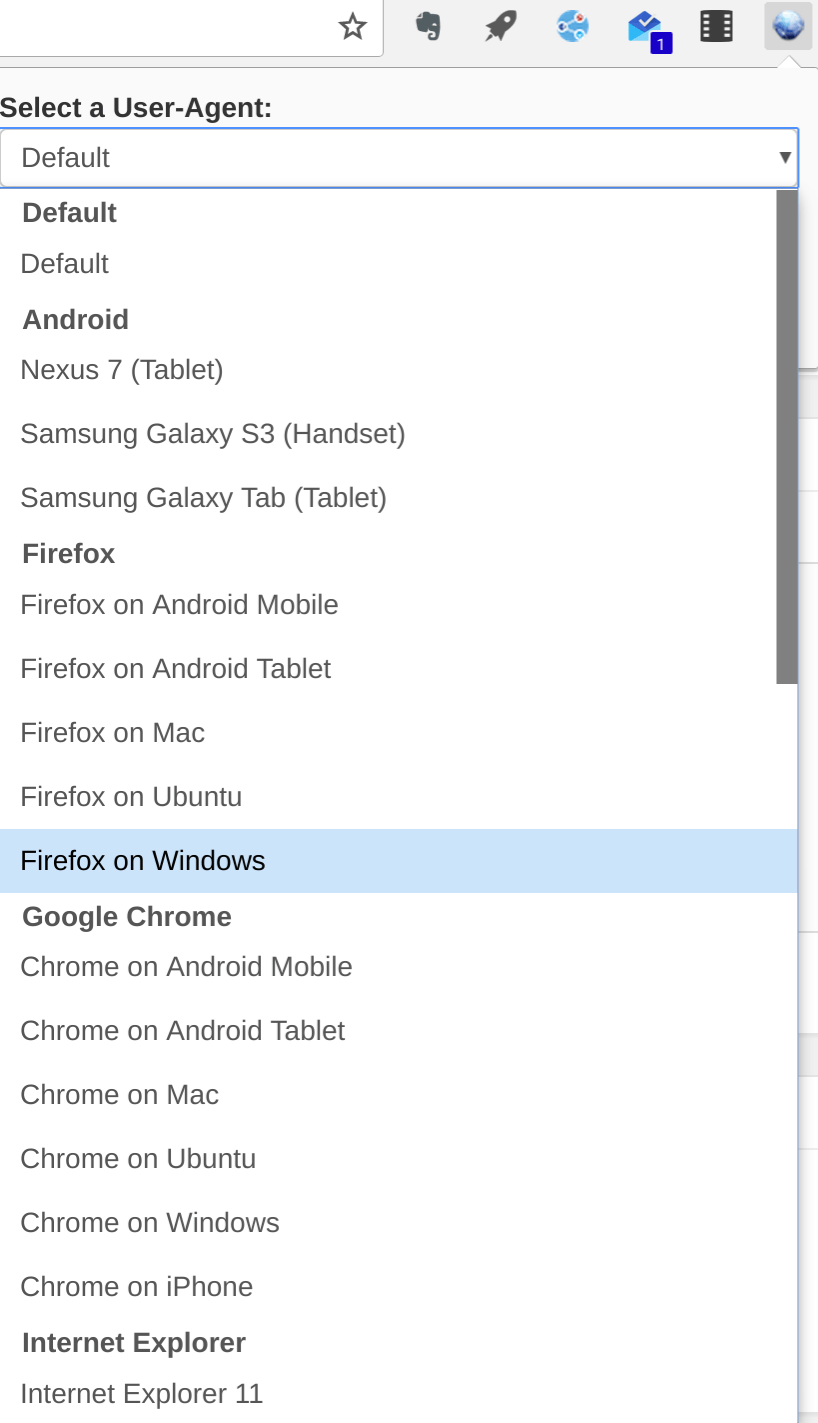 1
Select a User-Agent:
Default
Default
Default
Android
Nexus 7 (Tablet)
Samsung Galaxy S3 (Handset)
Samsung Galaxy Tab (Tablet)
Firefox
Firefox on Android Mobile
Firefox on Android Tablet
Firefox on Mac
Firefox on Ubuntu
Firefox on Windows
Google Chrome
Chrome on Android Mobile
Chrome on Android Tablet
Chrome on Mac
Chrome on Ubuntu
Chrome on Windows
Chrome on iPhone
Internet Explorer
Internet Explorer 11